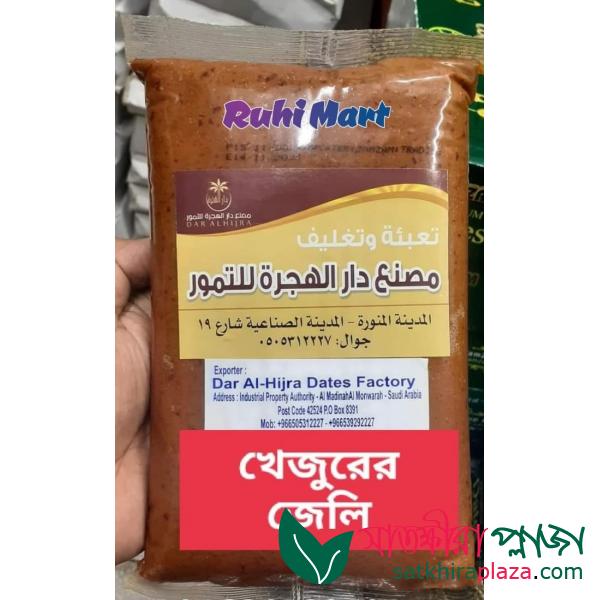 Ruhi Mart
دار الهجرة
مصنع دار الهجرة للتمور
DAR ALHIJRA
تعبئة وتغليف
مصنع دار الهجرة للتمور
المدينة المنورة - المدينة الصناعية شارع ١٩
جوال: ٠٥٠٥٣١٢٢٢٧
Exporter :
Dar Al-Hijra Dates Factory
Address : Industrial Property Authority - Al MadinahAl Monwarah - Saudi Arabia
Post Code 42524 P.O Box 8391
Mob: +966505312227 - +966539292227
খেজুরের
জেলি
সাতক্ষীরা প্লাজা
satkhiraplaza.com